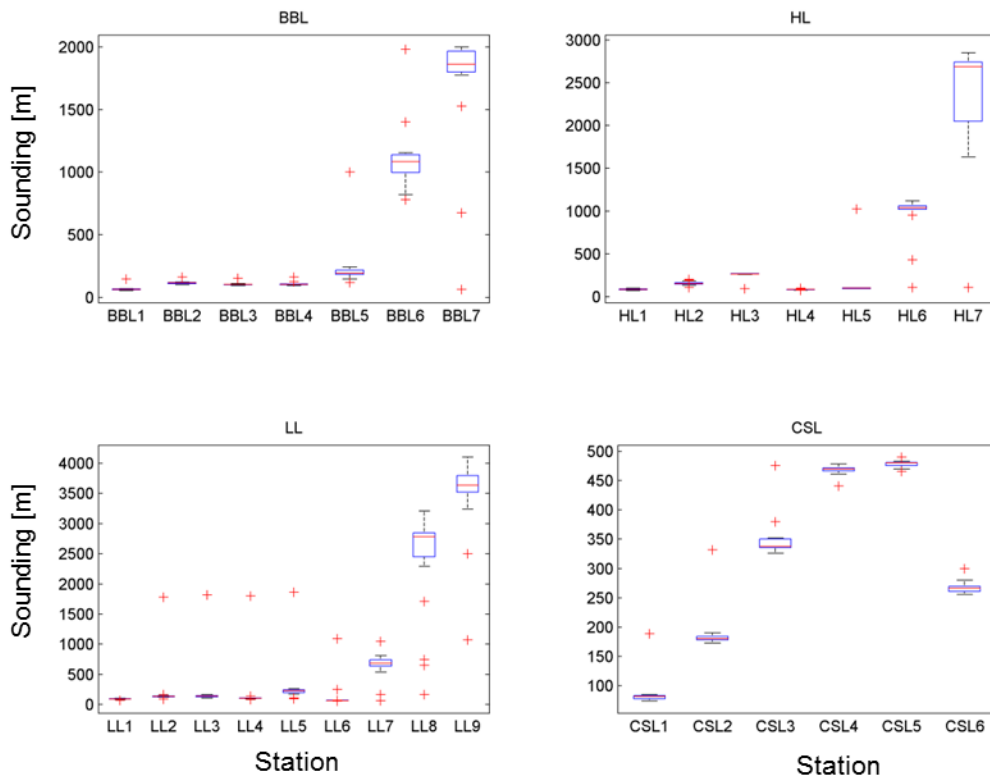 BBL
Sounding [m]
2000
1500
1000
500
0
BBL1 BBL2 BBL3 BBL4 BBL5 BBL6 BBL7
HL
3000
2500
2000
1500
1000
500
0
HL1 HL2 HL3 HL4 HL5 HL6 HL7
LL
Sounding [m]
4000
3500
3000
2500
2000
1500
1000
500
0
LL1 LL2 LL3 LL4 LL5 LL6 LL7 LL8 LL9
Station
CSL
500
450
400
350
300
250
200
150
100
CSL1 CSL2 CSL3 CSL4 CSL5 CSL6
Station